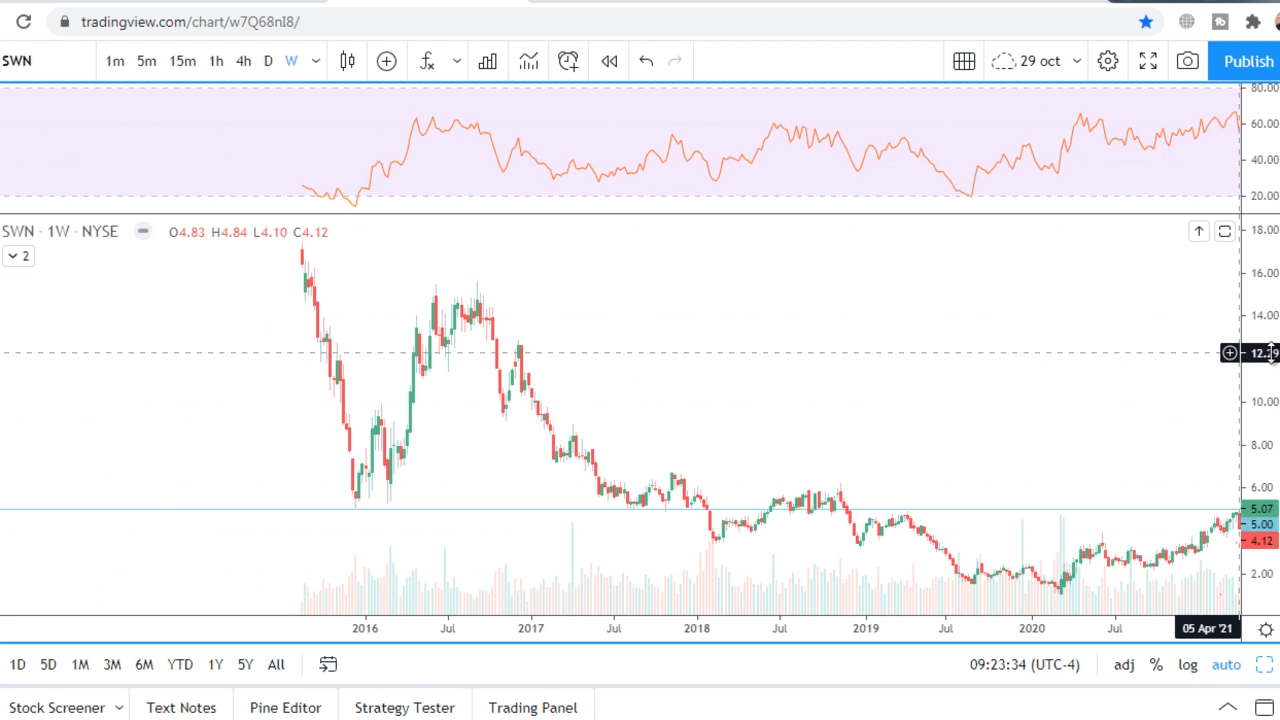 tradingview.com/chart/w7Q68nI8/
SWN 1m 5m 15m 1h 4h D W 29 oct Publish
80.00
60.00
40.00
20.00
SWN · 1W · NYSE O4.83 H4.84 L4.10 C4.12
2
18.00
16.00
14.00
12.29
10.00
8.00
6.00
5.07
5.00
4.12
2.00
2016 Jul 2017 Jul 2018 Jul 2019 Jul 2020 Jul 05 Apr '21
1D 5D 1M 3M 6M YTD 1Y 5Y All 09:23:34 (UTC-4) adj % log auto
Stock Screener Text Notes Pine Editor Strategy Tester Trading Panel